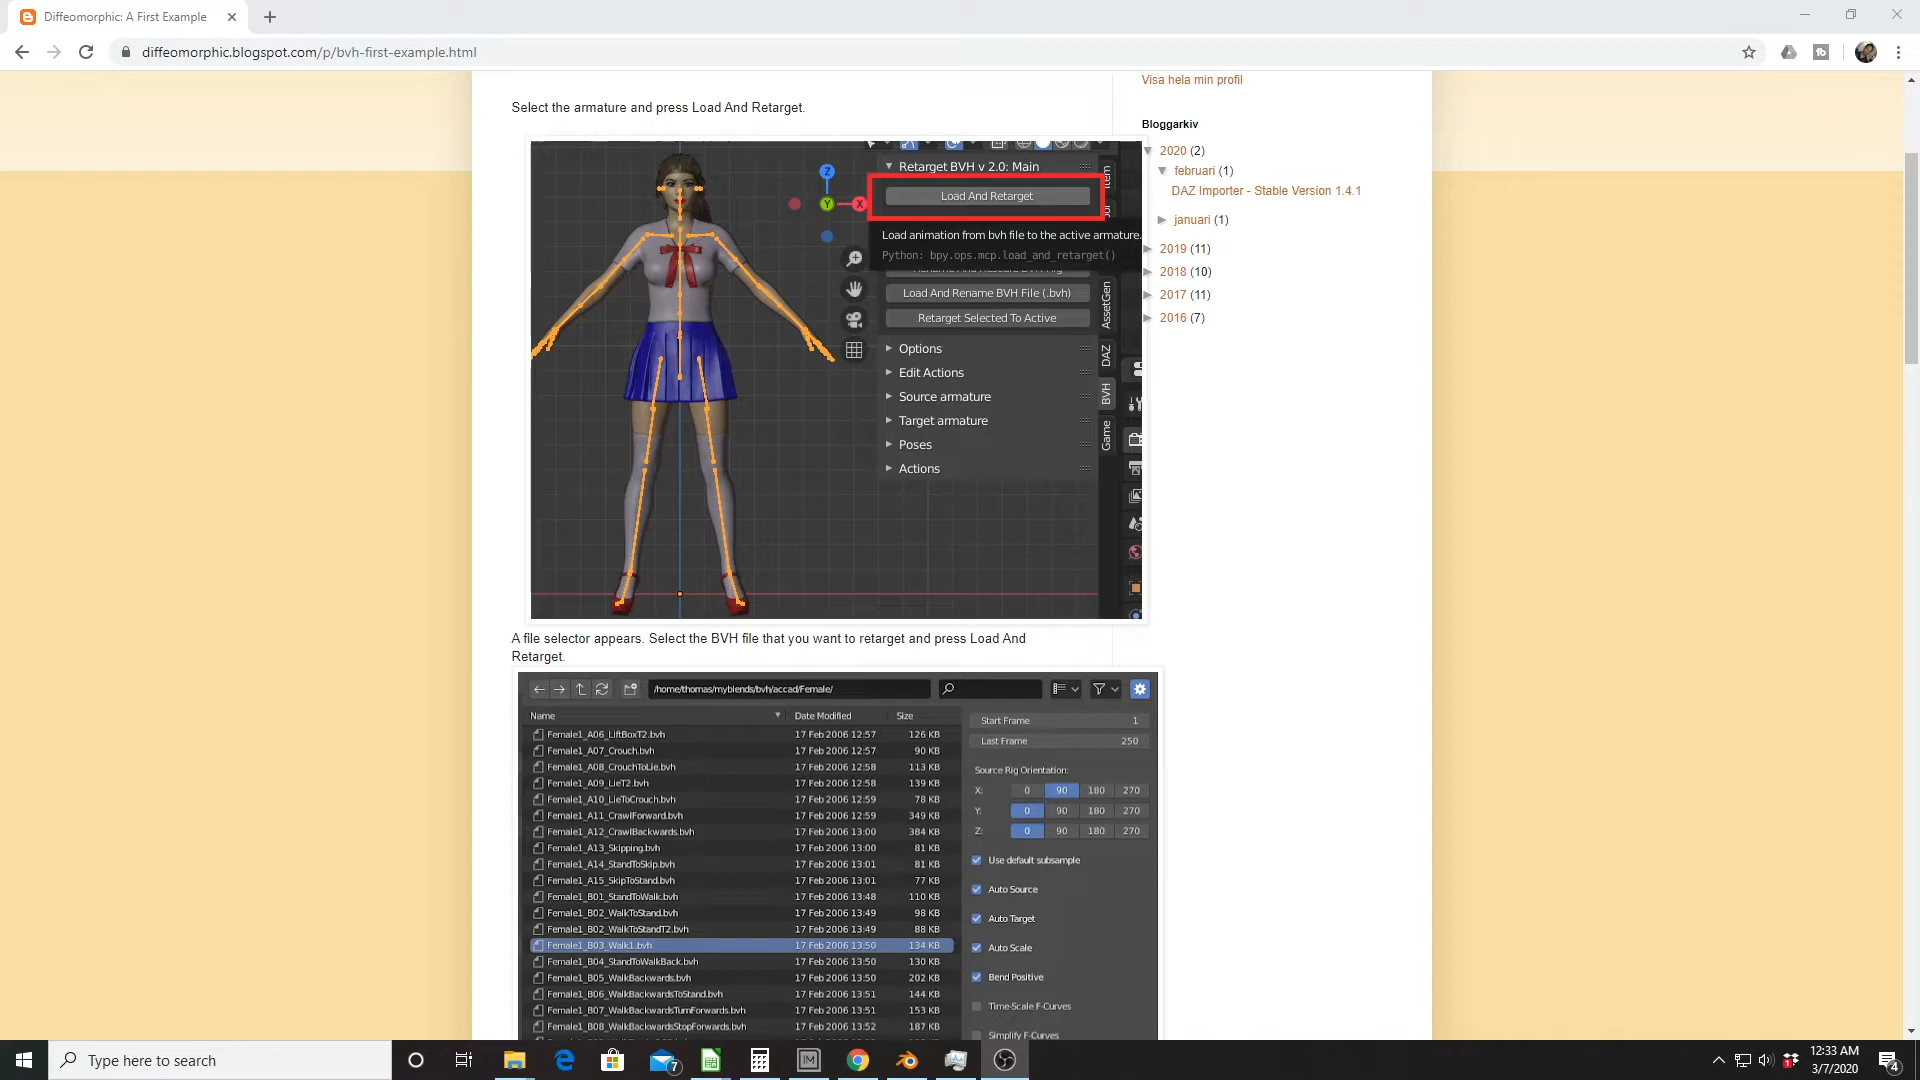 Diffeomorphic: A First Example
diffeomorphic.blogspot.com/p/bvh-first-example.html
Select the armature and press Load And Retarget.
Retarget BVH v 2.0: Main
Load And Retarget
Load animation from bvh file to the active armature.
Python: bpy.ops.mcp.load_and_retarget()
Load And Rename BVH File (.bvh)
Retarget Selected To Active
Options
Edit Actions
Source armature
Target armature
Poses
Actions
Item
AssetGen
DAZ
BVH
Game
Z
Y
X
A file selector appears. Select the BVH file that you want to retarget and press Load And
Retarget.
/home/thomas/myblends/bvh/accad/Female/
Name Date Modified Size
Female1_A06_LiftBoxT2.bvh 17 Feb 2006 12:57 126 KB
Female1_A07_Crouch.bvh 17 Feb 2006 12:57 90 KB
Female1_A08_CrouchToLie.bvh 17 Feb 2006 12:58 113 KB
Female1_A09_LieT2.bvh 17 Feb 2006 12:58 139 KB
Female1_A10_LieToCrouch.bvh 17 Feb 2006 12:59 78 KB
Female1_A11_CrawlForward.bvh 17 Feb 2006 12:59 349 KB
Female1_A12_CrawlBackwards.bvh 17 Feb 2006 13:00 384 KB
Female1_A13_Skipping.bvh 17 Feb 2006 13:00 81 KB
Female1_A14_StandToSkip.bvh 17 Feb 2006 13:01 81 KB
Female1_A15_SkipToStand.bvh 17 Feb 2006 13:01 77 KB
Female1_B01_StandToWalk.bvh 17 Feb 2006 13:48 110 KB
Female1_B02_WalkToStand.bvh 17 Feb 2006 13:49 98 KB
Female1_B02_WalkToStandT2.bvh 17 Feb 2006 13:49 88 KB
Female1_B03_Walk1.bvh 17 Feb 2006 13:50 134 KB
Female1_B04_StandToWalkBack.bvh 17 Feb 2006 13:50 130 KB
Female1_B05_WalkBackwards.bvh 17 Feb 2006 13:50 202 KB
Female1_B06_WalkBackwardsToStand.bvh 17 Feb 2006 13:51 144 KB
Female1_B07_WalkBackwardsTurnForwards.bvh 17 Feb 2006 13:51 153 KB
Female1_B08_WalkBackwardsStopForwards.bvh 17 Feb 2006 13:52 187 KB
Start Frame 1
Last Frame 250
Source Rig Orientation:
X: 0 90 180 270
Y: 0 90 180 270
Z: 0 90 180 270
Use default subsample
Auto Source
Auto Target
Auto Scale
Bend Positive
Time-Scale F-Curves
Simplify F-Curves
Visa hela min profil
Bloggarkiv
2020 (2)
februari (1)
DAZ Importer - Stable Version 1.4.1
januari (1)
2019 (11)
2018 (10)
2017 (11)
2016 (7)
Type here to search
7
IM
1
12:33 AM
3/7/2020
4